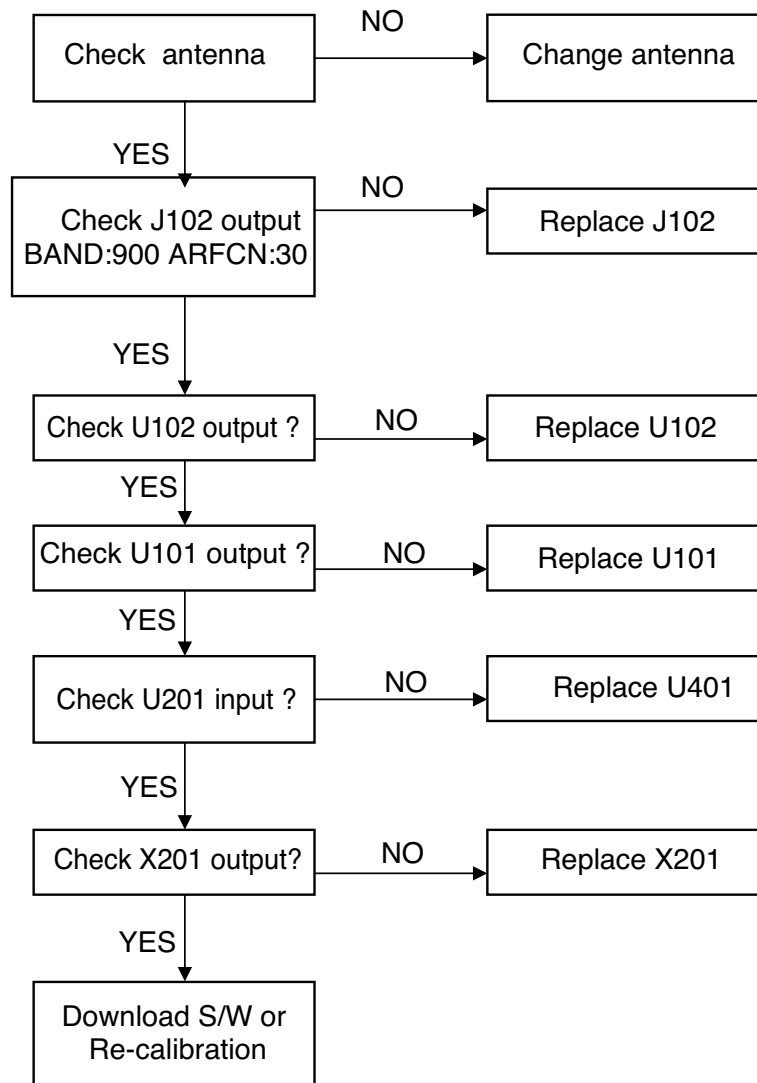 NO
Check antenna
Change antenna
YES
NO
Check J102 output
BAND:900 ARFCN:30
Replace J102
YES
Check U102 output ?
NO
Replace U102
YES
Check U101 output ?
NO
Replace U101
YES
Check U201 input ?
NO
Replace U401
YES
Check X201 output?
NO
Replace X201
YES
Download S/W or
Re-calibration